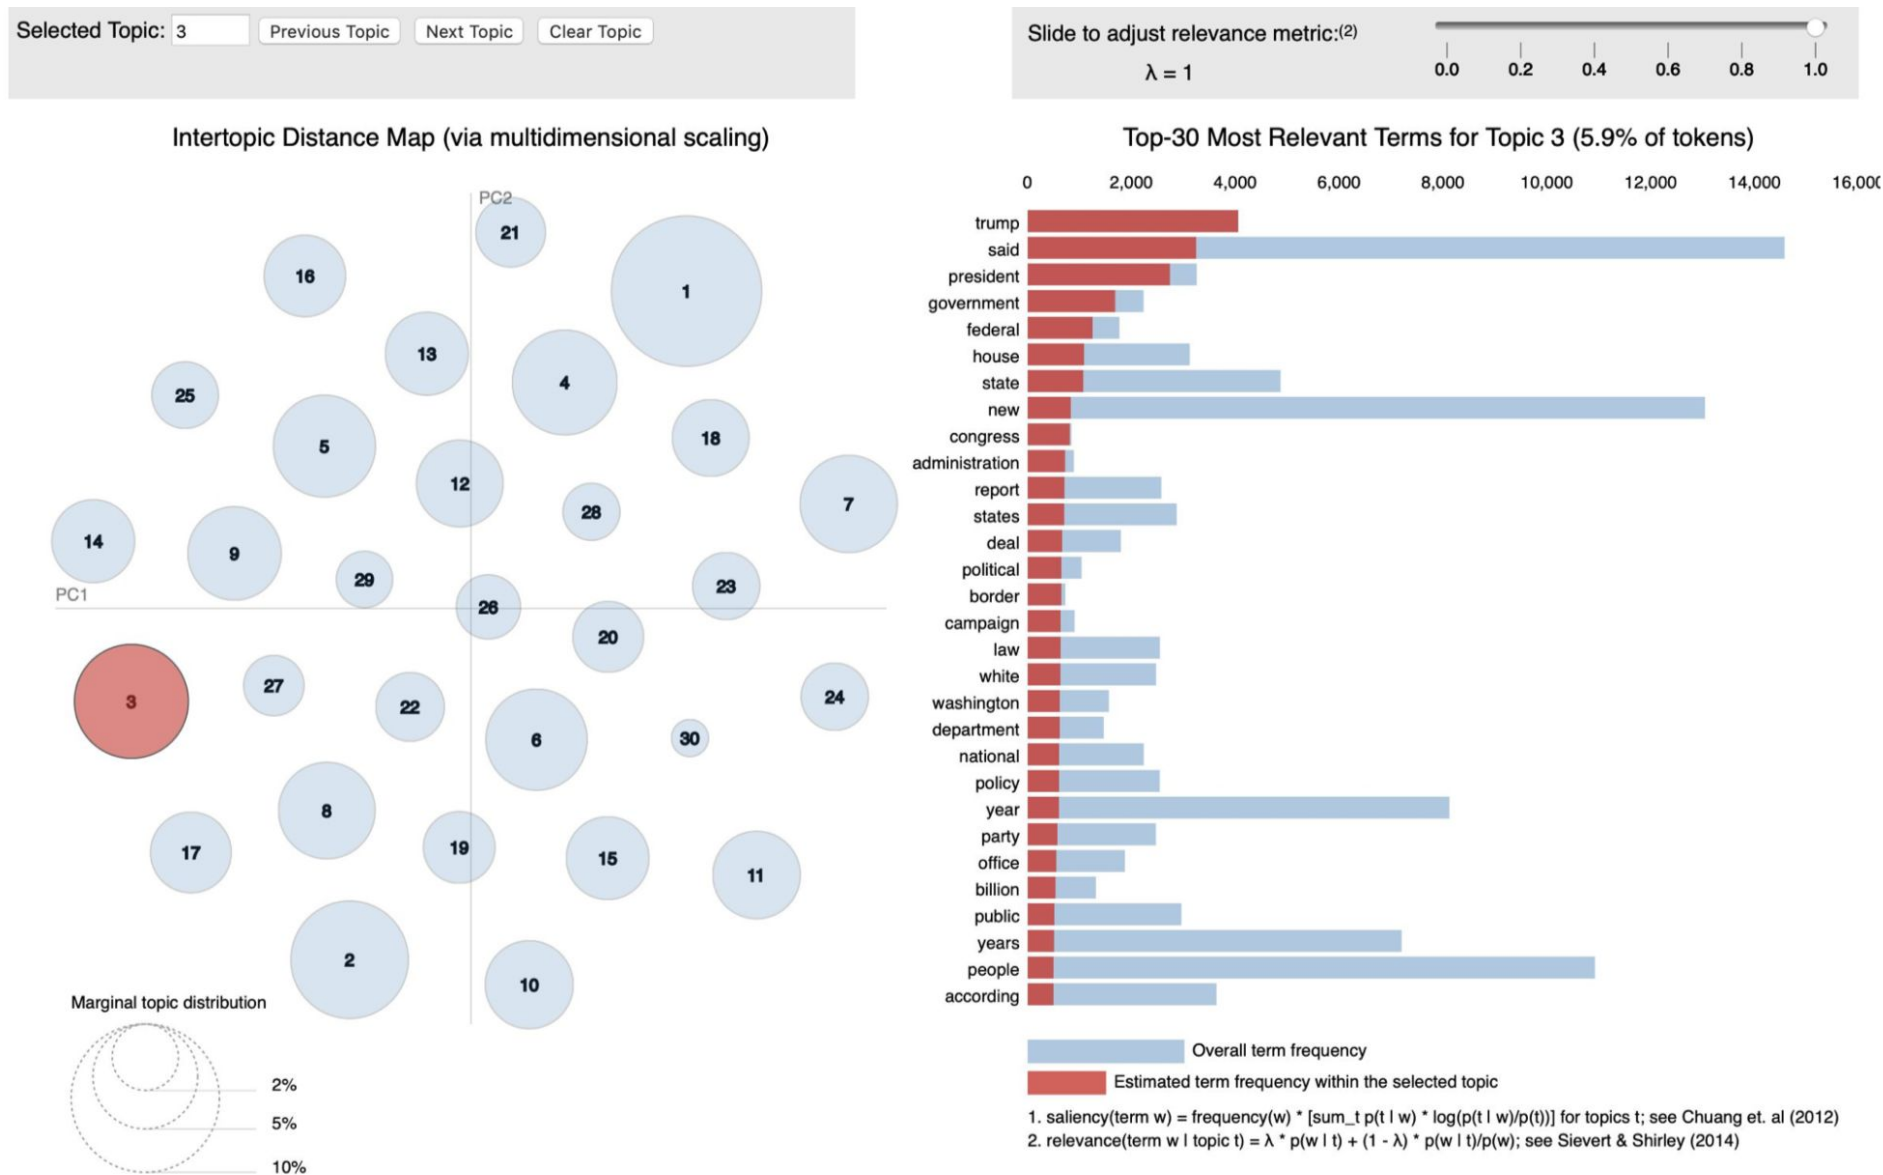 Selected Topic: 3 Previous Topic Next Topic Clear Topic
Slide to adjust relevance metric:(2)
λ = 1
0.0 0.2 0.4 0.6 0.8 1.0
Intertopic Distance Map (via multidimensional scaling)
PC2
21
16
1
13
4
25
18
5
12
7
28
14
9
29
23
PC1
26
20
3
27
22
24
6
30
8
17
19
15
11
2
10
Marginal topic distribution
2%
5%
10%
Top-30 Most Relevant Terms for Topic 3 (5.9% of tokens)
0 2,000 4,000 6,000 8,000 10,000 12,000 14,000 16,00
trump
said
president
government
federal
house
state
new
congress
administration
report
states
deal
political
border
campaign
law
white
washington
department
national
policy
year
party
office
billion
public
years
people
according
Overall term frequency
Estimated term frequency within the selected topic
1. saliency(term w) = frequency(w) * [sum_t p(t | w) * log(p(t | w)/p(t))] for topics t; see Chuang et. al (2012)
2. relevance(term w | topic t) = λ * p(w | t) + (1 - λ) * p(w | t)/p(w); see Sievert & Shirley (2014)